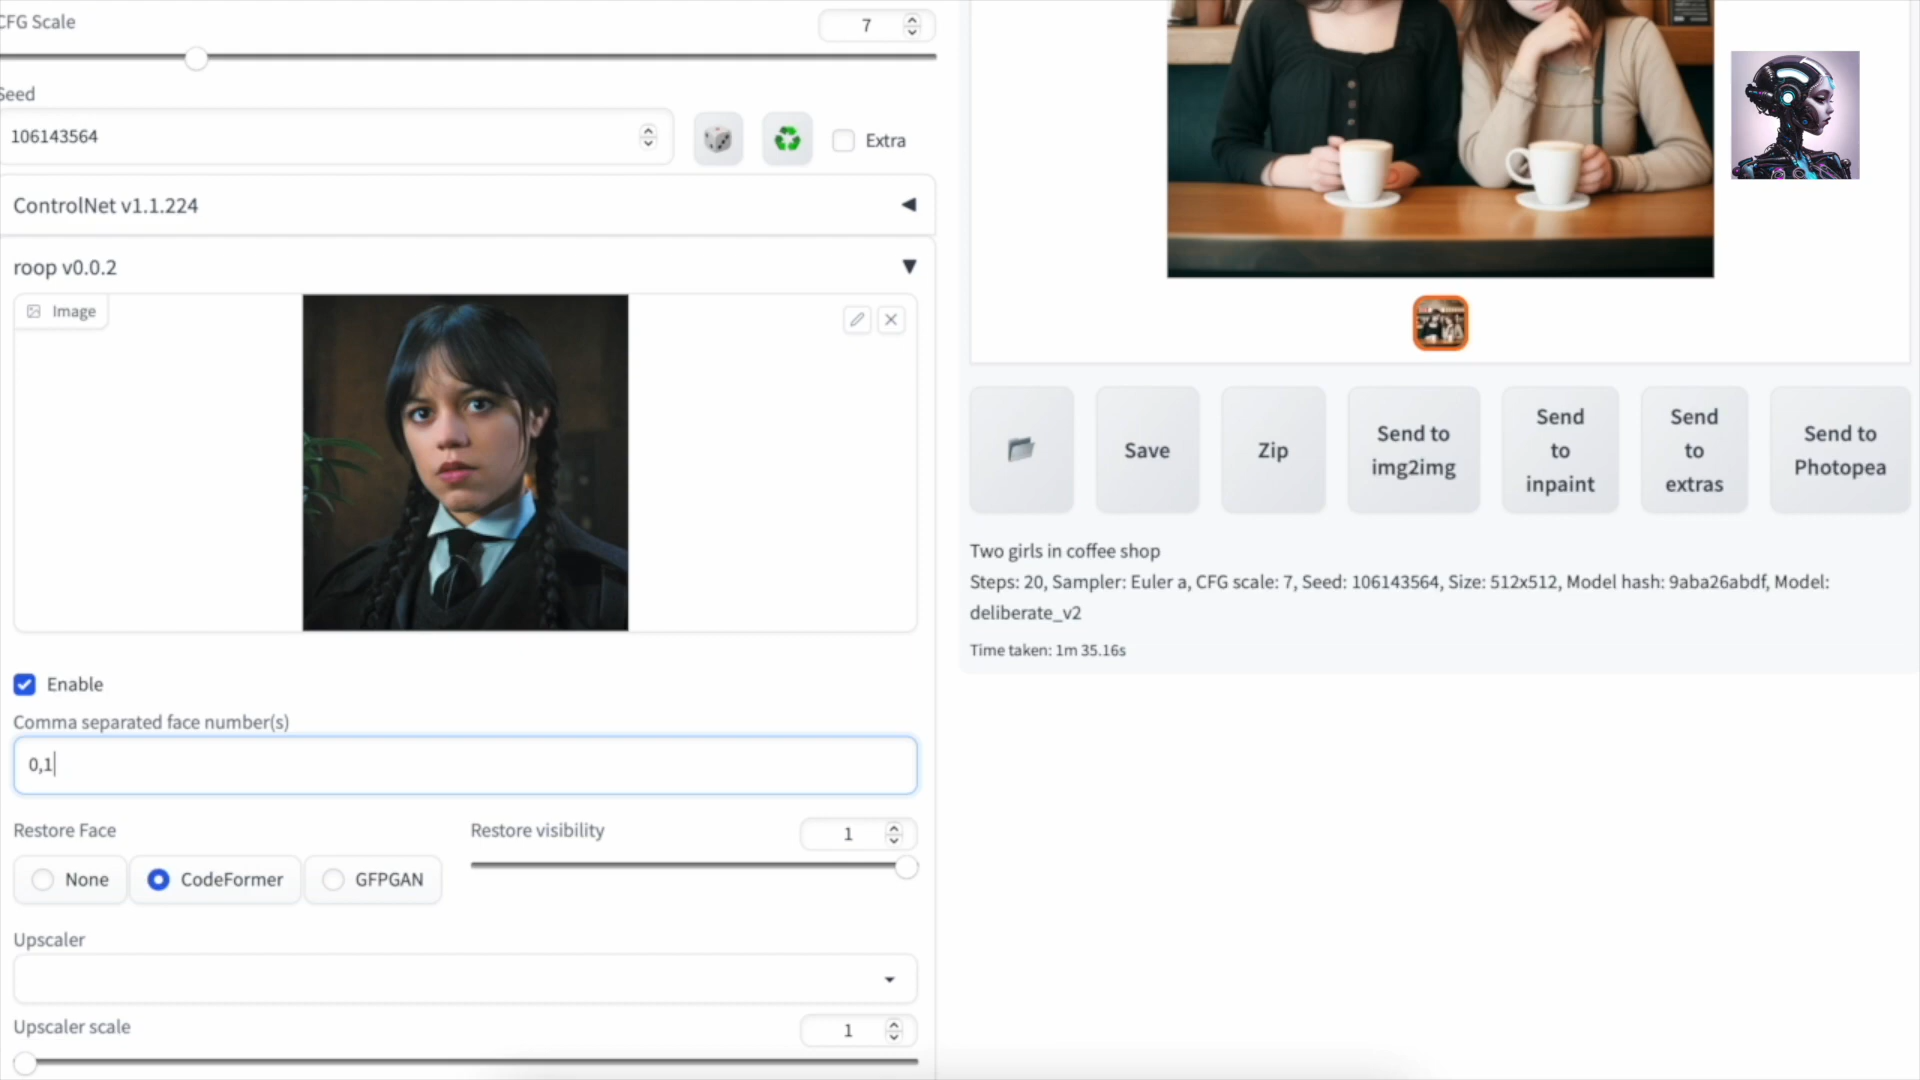 CFG Scale
7
Seed
106143564
Extra
ControlNet v1.1.224
roop v0.0.2
Image
Enable
Comma separated face number(s)
0,1
Restore Face
None
CodeFormer
GFPGAN
Restore visibility
1
Upscaler
Upscaler scale
1
Save
Zip
Send to
img2img
Send
to
inpaint
Send
to
extras
Send to
Photopea
Two girls in coffee shop
Steps: 20, Sampler: Euler a, CFG scale: 7, Seed: 106143564, Size: 512x512, Model hash: 9aba26abdf, Model:
deliberate_v2
Time taken: 1m 35.16s